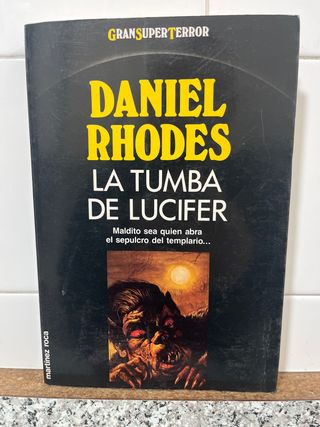 GRANSUPERTERROR
DANIEL
RHODES
LA TUMBA
DE LUCIFER
Maldito sea quien abra
el sepulcro del templario...
martínez roca